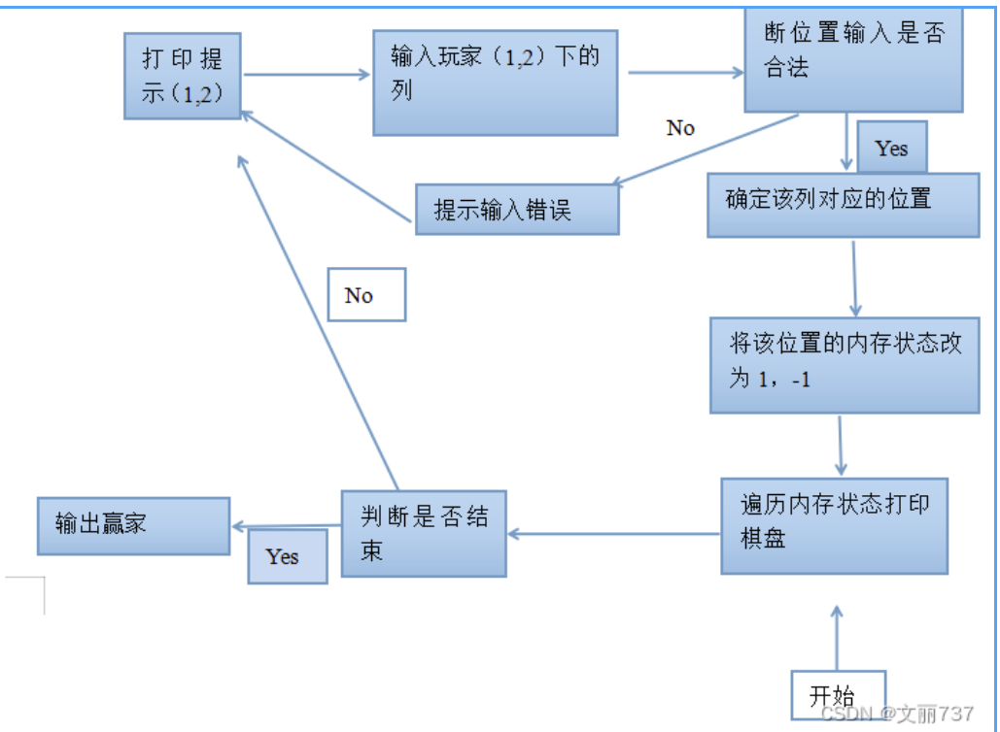 打印提
示（1,2）
输入玩家（1,2）下的
列
断位置输入是否
合法
No
Yes
提示输入错误
确定该列对应的位置
No
将该位置的内存状态改
为 1，-1
遍历内存状态打印
棋盘
判断是否结
束
输出赢家
Yes
开始
CSDN @文丽737